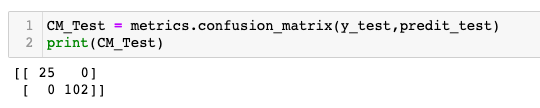 1 CM_Test = metrics.confusion_matrix(y_test,predit_test)
2 print(CM_Test)
[[ 25   0]
 [  0 102]]